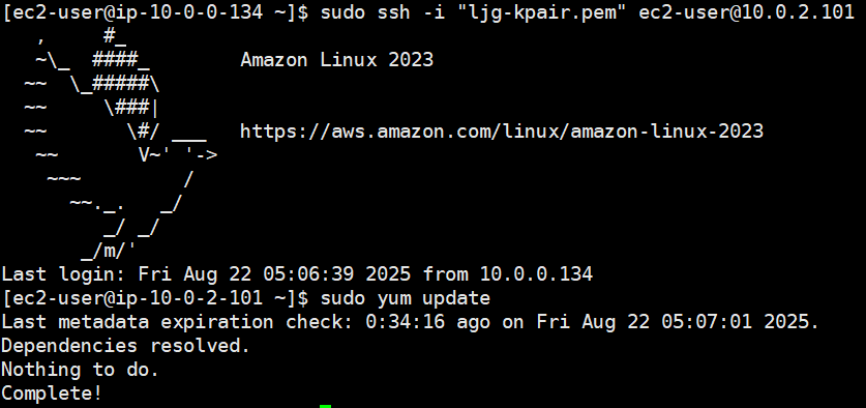 [ec2-user@ip-10-0-0-134 ~]$ sudo ssh -i "ljg-kpair.pem" ec2-user@10.0.2.101
   ,     #_
   ~\_  ####_        Amazon Linux 2023
  ~~  \_#####\
  ~~     \###|
  ~~       \#/ ___   https://aws.amazon.com/linux/amazon-linux-2023
   ~~       V~' '->
    ~~~         /
      ~~._.   _/
         _/ _/
       _/m/'
Last login: Fri Aug 22 05:06:39 2025 from 10.0.0.134
[ec2-user@ip-10-0-2-101 ~]$ sudo yum update
Last metadata expiration check: 0:34:16 ago on Fri Aug 22 05:07:01 2025.
Dependencies resolved.
Nothing to do.
Complete!